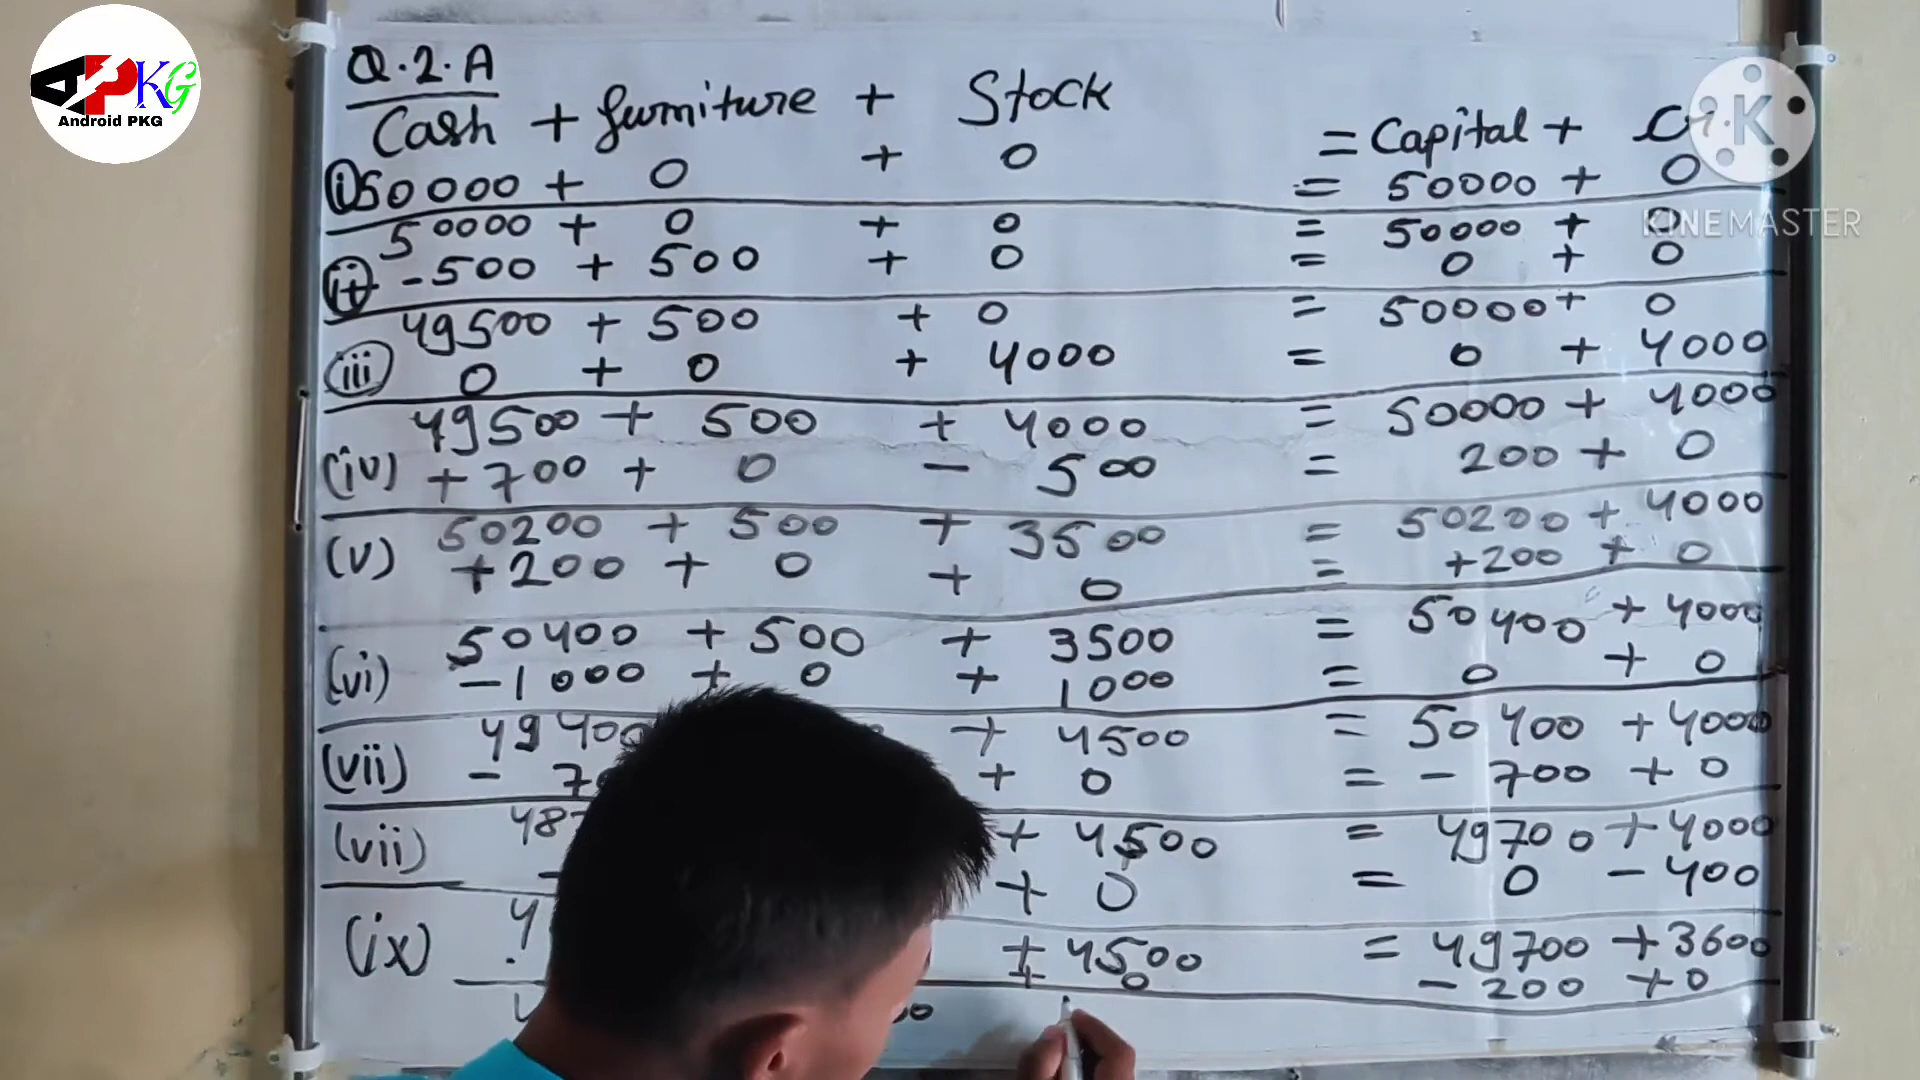 APKG
Android PKG
Q.2.A
Cash + furniture + Stock = Capital +
K
KINEMASTER
(i) 50000 + 0 + 0 = 50000 + 0
50000 + 0 + 0 = 50000 + 0
(ii) -500 + 500 + 0 = 0 + 0
49500 + 500 + 0 = 50000 + 0
(iii) 0 + 0 + 4000 = 0 + 4000
49500 + 500 + 4000 = 50000 + 4000
(iv) +700 + 0 - 500 = 200 + 0
50200 + 500 + 3500 = 50200 + 4000
(v) +200 + 0 + 0 = +200 + 0
50400 + 500 + 3500 = 50400 + 4000
(vi) -1000 + 0 + 1000 = 0 + 0
49400 + 4500 = 50400 + 4000
(vii) - + 0 = - 700 + 0
+ 4500 = 49700 + 4000
(vii) + 0 = 0 - 400
+ 4500 = 49700 + 3600
(ix) + 0 - 200 + 0